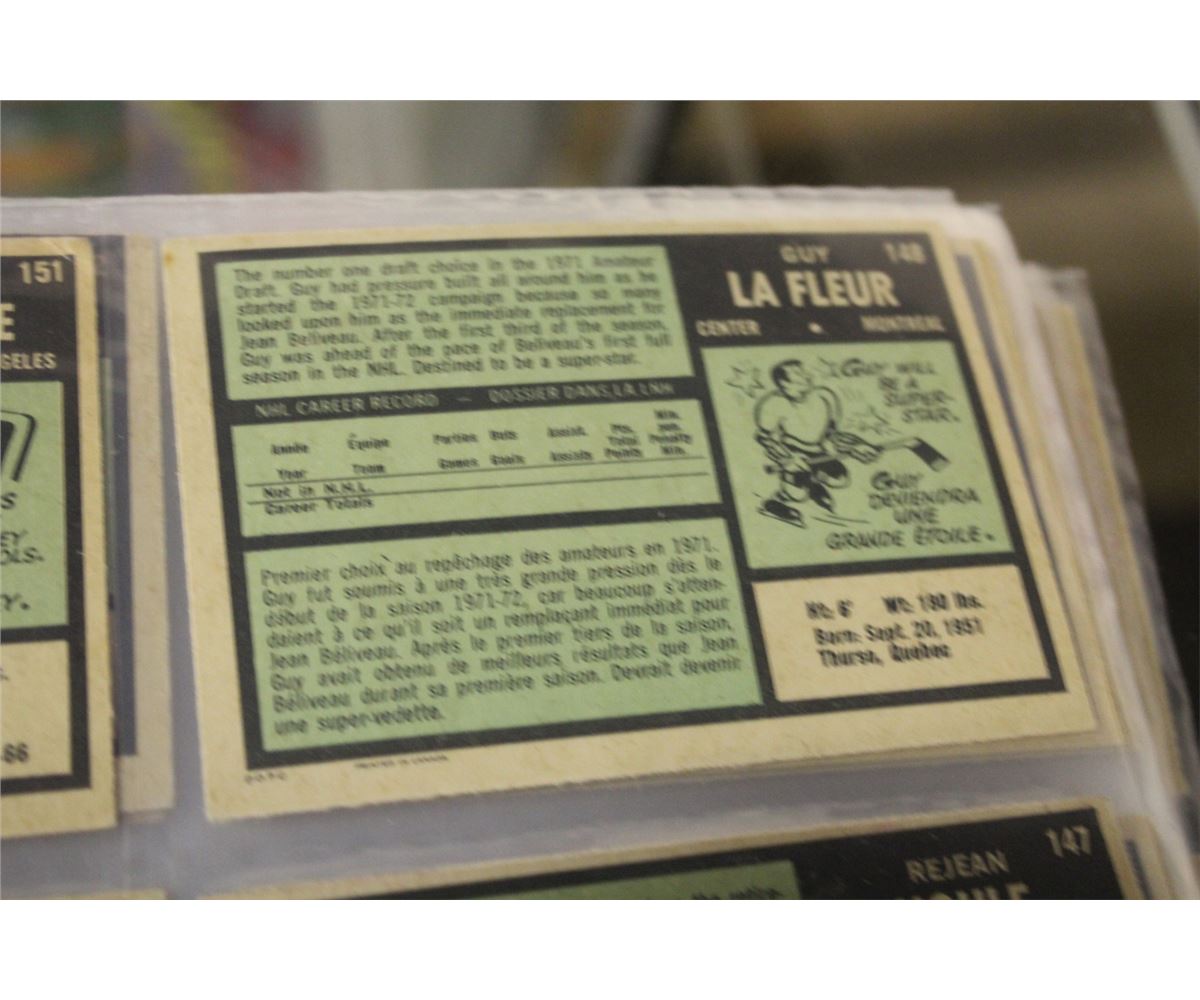 151
E
GELES
S
EY
OLS.
Y.
S.
-66
The number one draft choice in the 1971 Amateur
Draft. Guy had pressure built all around him as he
started the 1971-72 campaign because so many
looked upon him as the immediate replacement for
Jean Beliveau. After the first third of the season,
Guy was ahead of the pace of Beliveau's first full
season in the NHL. Destined to be a super-star.
NHL CAREER RECORD — DOSSIER DANS LA LNH
Année Équipe Parties Buts Assist. Pts. Total Min. pun. Penalty
Year Team Games Goals Assists Points Min.
Not in N.H.L.
Career Totals
Premier choix au repêchage des amateurs en 1971.
Guy fut soumis à une très grande pression dès le
début de la saison 1971-72, car beaucoup s'atten-
daient à ce qu'il soit un remplaçant immédiat pour
Jean Béliveau. Après le premier tiers de la saison,
Guy avait obtenu de meilleurs résultats que Jean
Béliveau durant sa première saison. Devrait devenir
une super-vedette.
O.P.C. PRINTED IN CANADA
GUY 148
LA FLEUR
CENTER • MONTREAL
GUY WILL
BE A
SUPER-
STAR.
GUY
DEVIENDRA
UNE
GRANDE ÉTOILE.
Ht: 6' Wt: 180 lbs.
Born: Sept. 20, 1951
Thurso, Quebec
REJEAN 147
HOULE